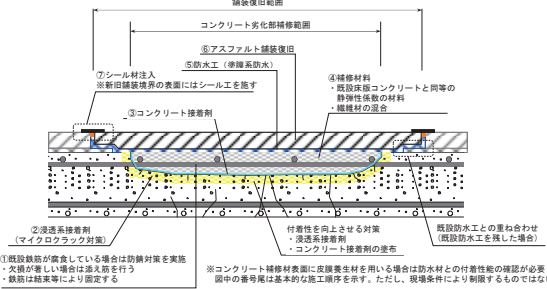 舗装復旧範囲
コンクリート劣化部補修範囲
⑥アスファルト舗装復旧
⑤防水工（塗膜系防水）
⑦シール材注入
※新旧舗装境界の表面にはシール工を施す
④補修材料
・既設床版コンクリートと同等の
静弾性係数の材料
・繊維材の混合
③コンクリート接着剤
②浸透系接着剤
（マイクロクラック対策）
付着性を向上させる対策
・浸透系接着剤
・コンクリート接着剤の塗布
既設防水工との重ね合わせ
（既設防水工を残した場合）
①既設鉄筋が腐食している場合は防錆対策を実施
・欠損が著しい場合は添え筋を行う
・鉄筋は結束等により固定する
※コンクリート補修材表面に皮膜養生材を用いる場合は防水材との付着性能の確認が必要
図中の番号尾は基本的な施工順序を示す。ただし、現場条件により制限するものではな